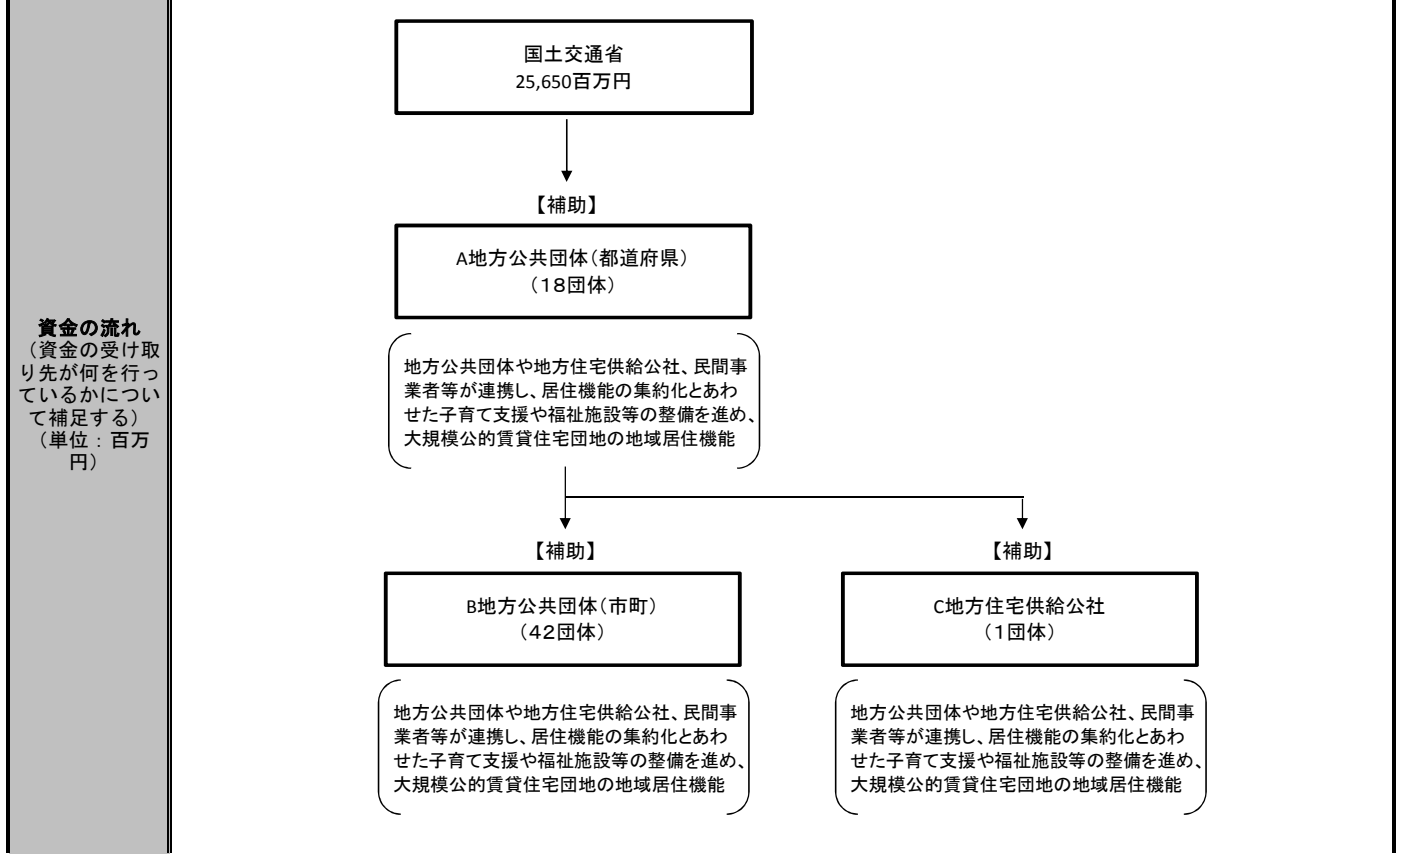 資金の流れ
（資金の受け取
り先が何を行っ
ているかについ
て補足する）
（単位：百万
円）
国土交通省
25,650百万円
【補助】
A地方公共団体（都道府県）
（１８団体）
地方公共団体や地方住宅供給公社、民間事
業者等が連携し、居住機能の集約化とあわ
せた子育て支援や福祉施設等の整備を進め、
大規模公的賃貸住宅団地の地域居住機能
【補助】
B地方公共団体（市町）
（４２団体）
地方公共団体や地方住宅供給公社、民間事
業者等が連携し、居住機能の集約化とあわ
せた子育て支援や福祉施設等の整備を進め、
大規模公的賃貸住宅団地の地域居住機能
【補助】
C地方住宅供給公社
（１団体）
地方公共団体や地方住宅供給公社、民間事
業者等が連携し、居住機能の集約化とあわ
せた子育て支援や福祉施設等の整備を進め、
大規模公的賃貸住宅団地の地域居住機能